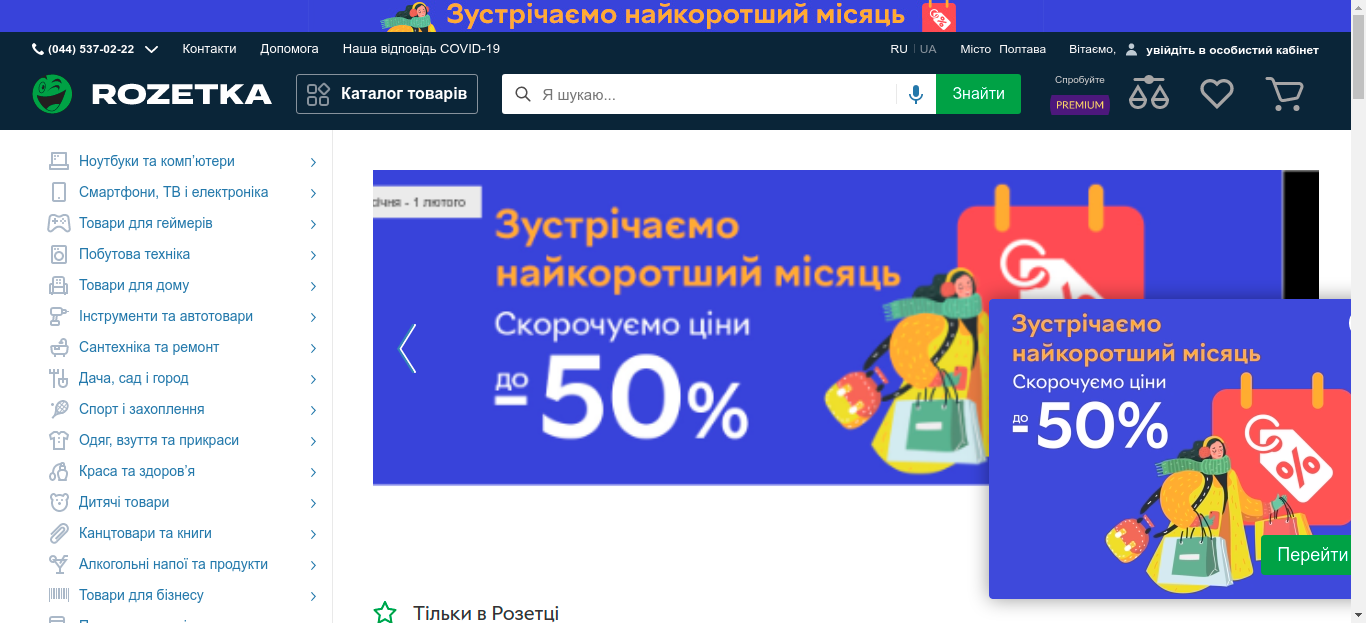 Зустрічаємо найкоротший місяць
(044) 537-02-22 Контакти Допомога Наша відповідь COVID-19 RU UA Місто Полтава Вітаємо, увійдіть в особистий кабінет
ROZETKA Каталог товарів Я шукаю... Знайти Спробуйте
PREMIUM
Ноутбуки та комп'ютери
Смартфони, ТВ і електроніка
Товари для геймерів
Побутова техніка
Товари для дому
Інструменти та автотовари
Сантехніка та ремонт
Дача, сад і город
Спорт і захоплення
Одяг, взуття та прикраси
Краса та здоров'я
Дитячі товари
Канцтовари та книги
Алкогольні напої та продукти
Товари для бізнесу
- 1 лютого
Зустрічаємо
найкоротший місяць
Скорочуємо ціни
до
-50%
Зустрічаємо
найкоротший місяць
Скорочуємо ціни
до
-50%
Перейти
Тільки в Розетці